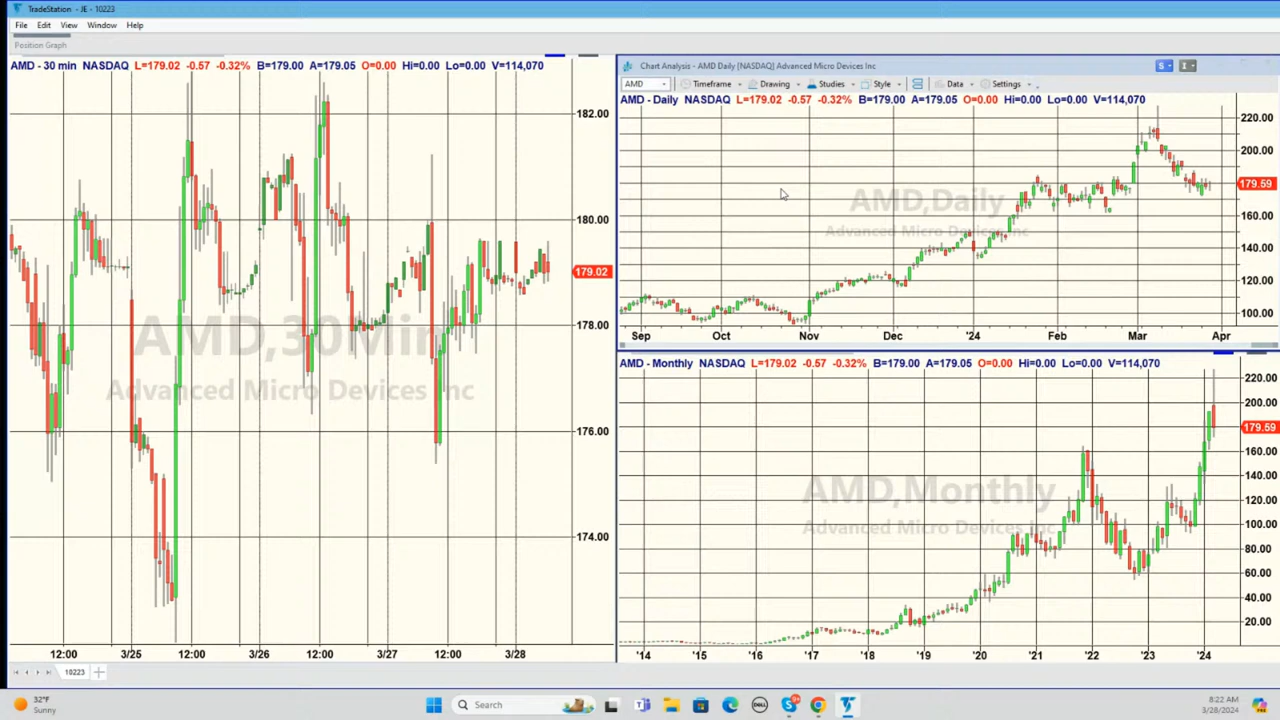 TradeStation - JE - 10223
File Edit View Window Help
Position Graph
AMD - 30 min NASDAQ L=179.02 -0.57 -0.32% B=179.00 A=179.05 O=0.00 Hi=0.00 Lo=0.00 V=114,070
182.00
180.00
179.02
178.00
176.00
174.00
AMD,30Min
Advanced Micro Devices Inc
12:00 3/25 12:00 3/26 12:00 3/27 12:00 3/28
10223
Chart Analysis - AMD Daily [NASDAQ] Advanced Micro Devices Inc
AMD Timeframe Drawing Studies Style Data Settings
AMD - Daily NASDAQ L=179.02 -0.57 -0.32% B=179.00 A=179.05 O=0.00 Hi=0.00 Lo=0.00 V=114,070
220.00
200.00
179.59
160.00
140.00
120.00
100.00
AMD,Daily
Advanced Micro Devices Inc
Sep Oct Nov Dec '24 Feb Mar Apr
AMD - Monthly NASDAQ L=179.02 -0.57 -0.32% B=179.00 A=179.05 O=0.00 Hi=0.00 Lo=0.00 V=114,070
220.00
200.00
179.59
160.00
140.00
120.00
100.00
80.00
60.00
40.00
20.00
AMD,Monthly
Advanced Micro Devices Inc
'14 '15 '16 '17 '18 '19 '20 '21 '22 '23 '24
32°F
Sunny
Search
DELL
8:22 AM
3/28/2024